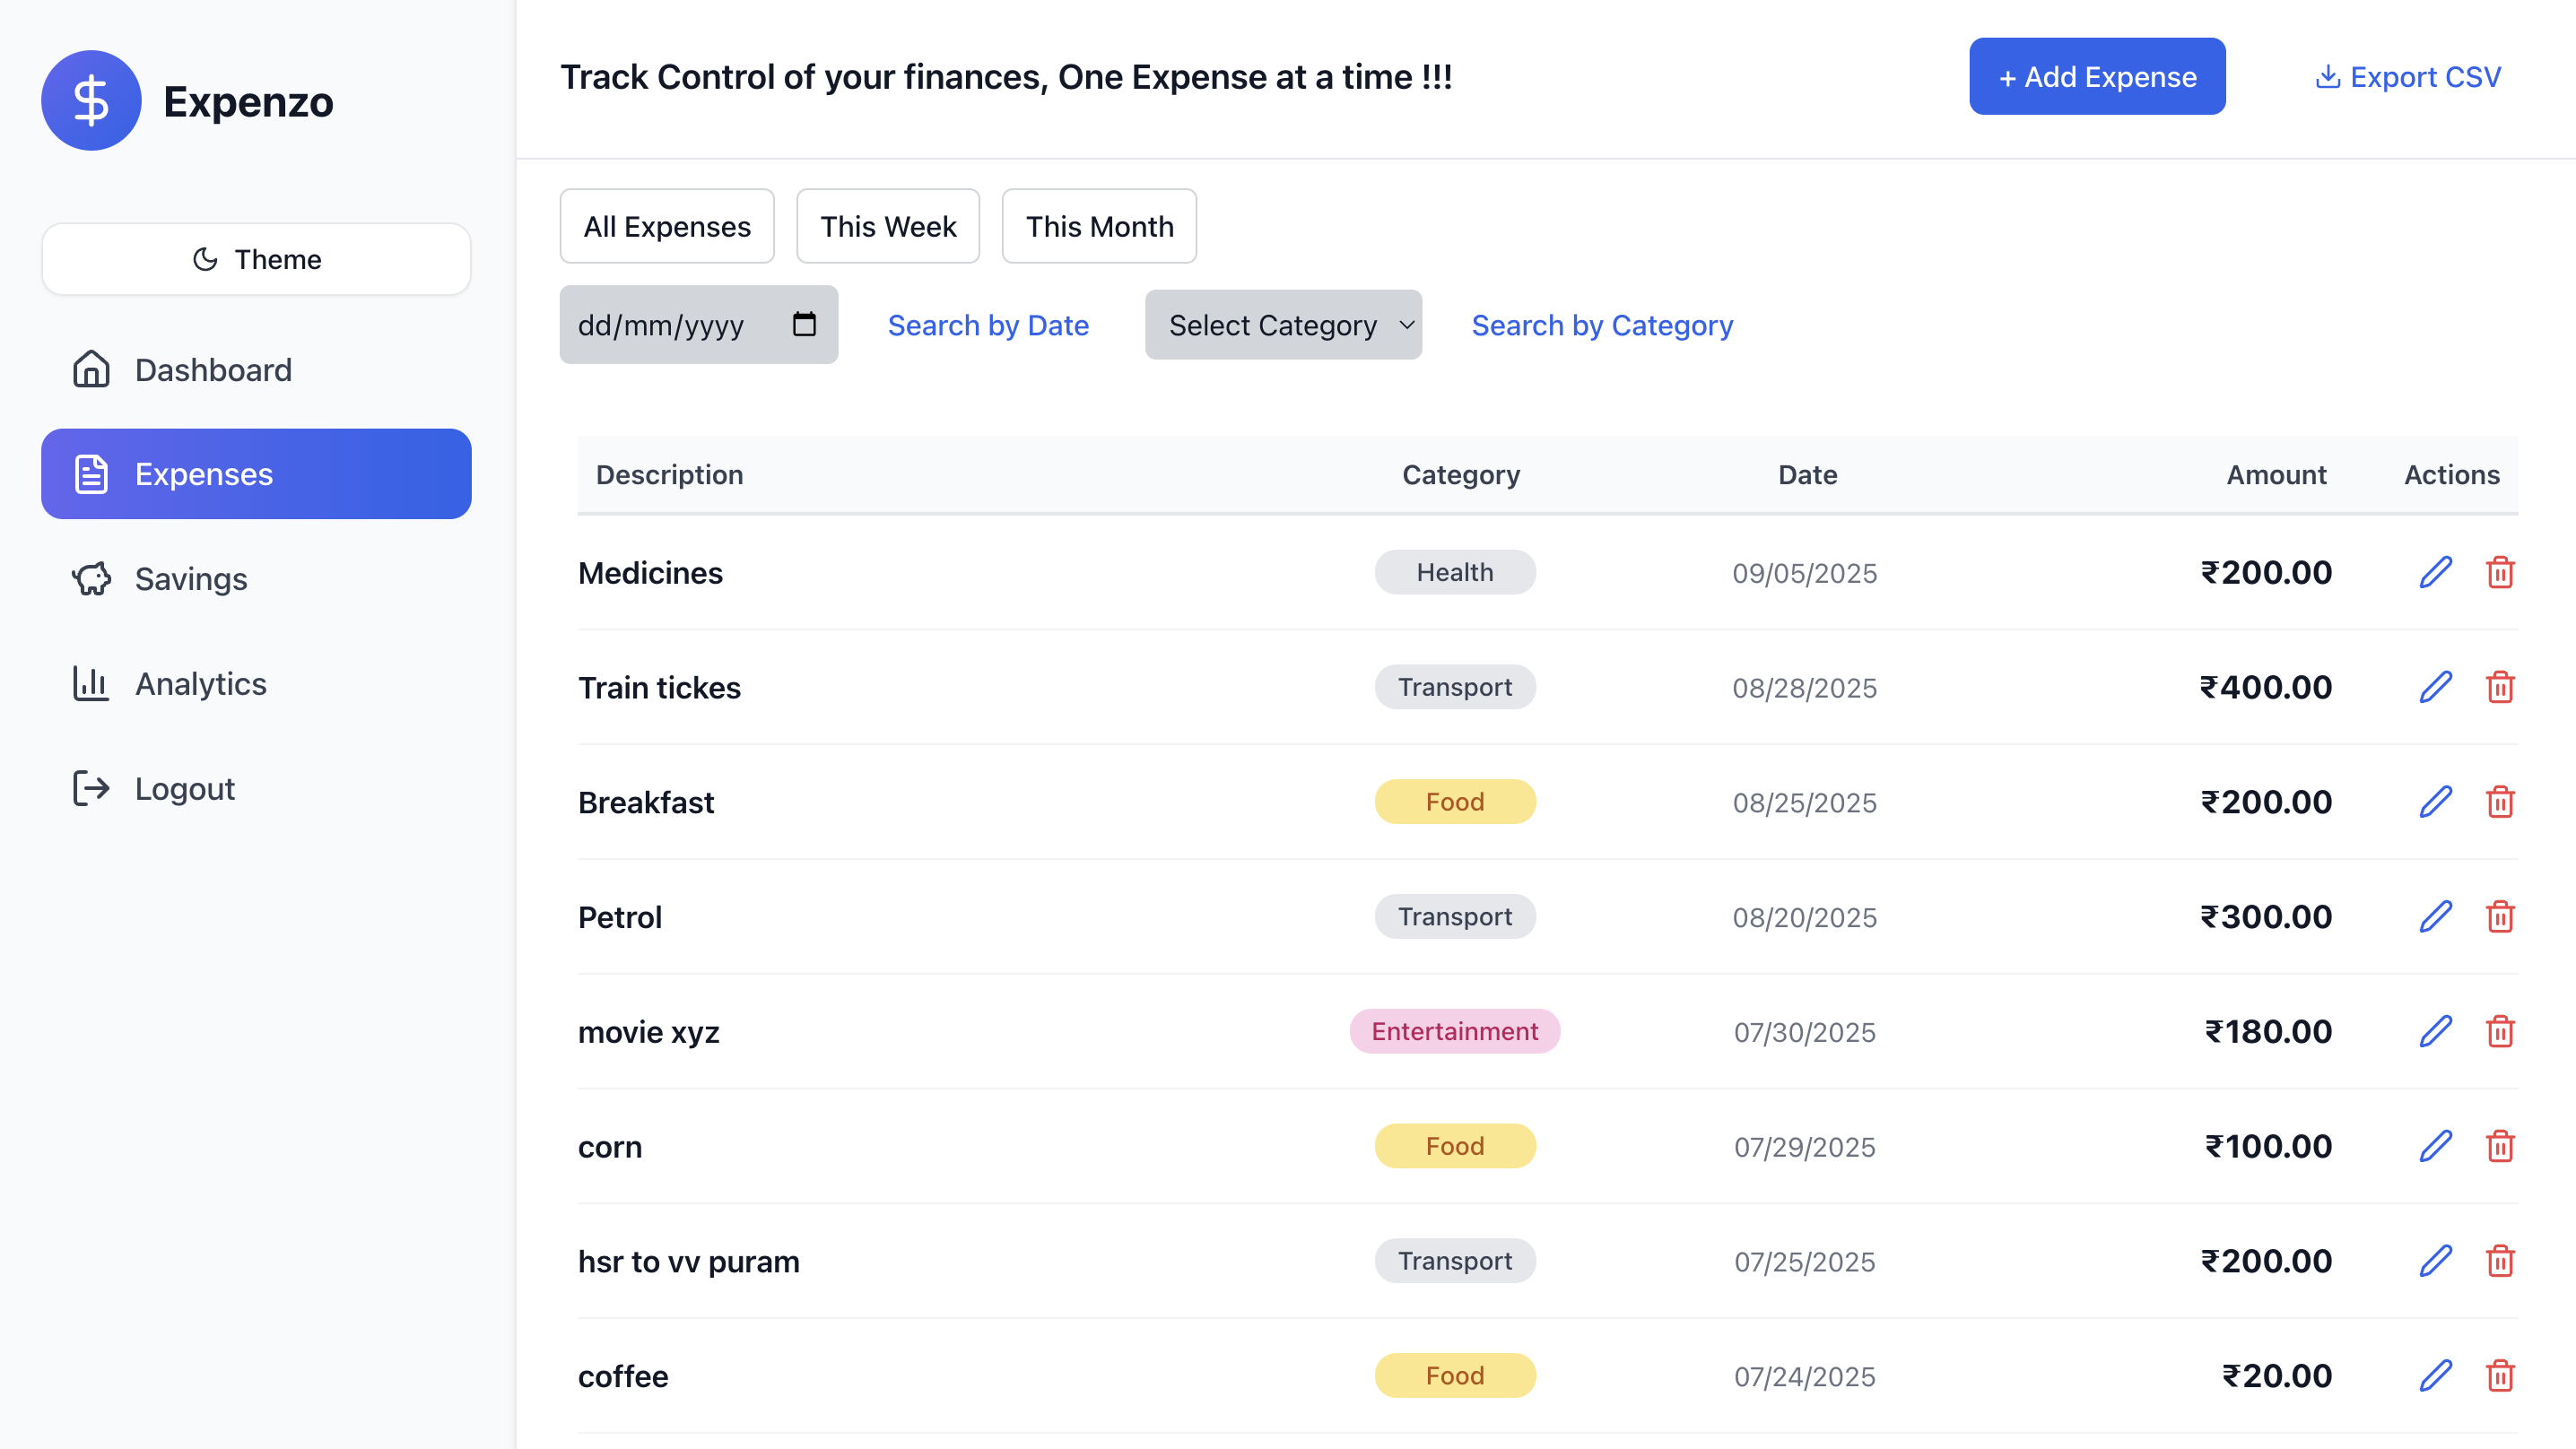 Expenzo
Theme
Dashboard
Expenses
Savings
Analytics
Logout
Track Control of your finances, One Expense at a time !!!
+ Add Expense
Export CSV
All Expenses
This Week
This Month
dd/mm/yyyy
Search by Date
Select Category
Search by Category
Description Category Date Amount Actions
Medicines Health 09/05/2025 ₹200.00
Train tickes Transport 08/28/2025 ₹400.00
Breakfast Food 08/25/2025 ₹200.00
Petrol Transport 08/20/2025 ₹300.00
movie xyz Entertainment 07/30/2025 ₹180.00
corn Food 07/29/2025 ₹100.00
hsr to vv puram Transport 07/25/2025 ₹200.00
coffee Food 07/24/2025 ₹20.00